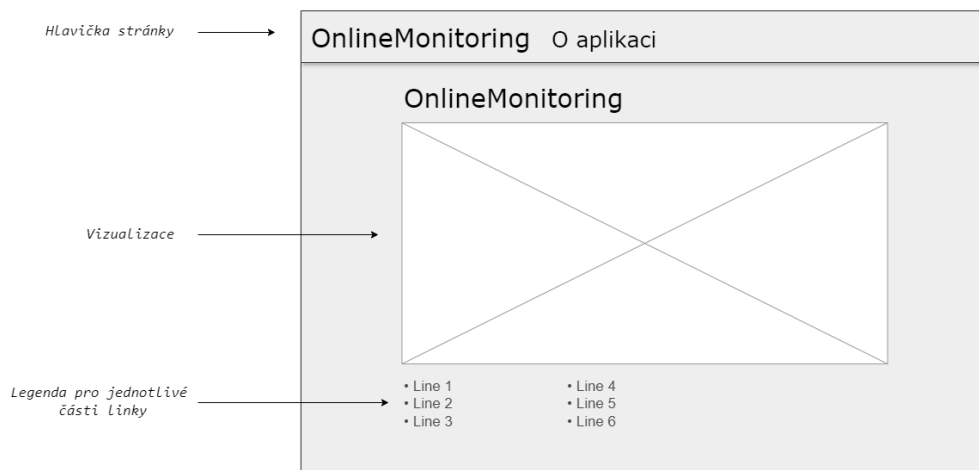 Hlavička stránky
OnlineMonitoring O aplikaci
OnlineMonitoring
Vizualizace
Legenda pro jednotlivé
části linky
• Line 1
• Line 2
• Line 3
• Line 4
• Line 5
• Line 6